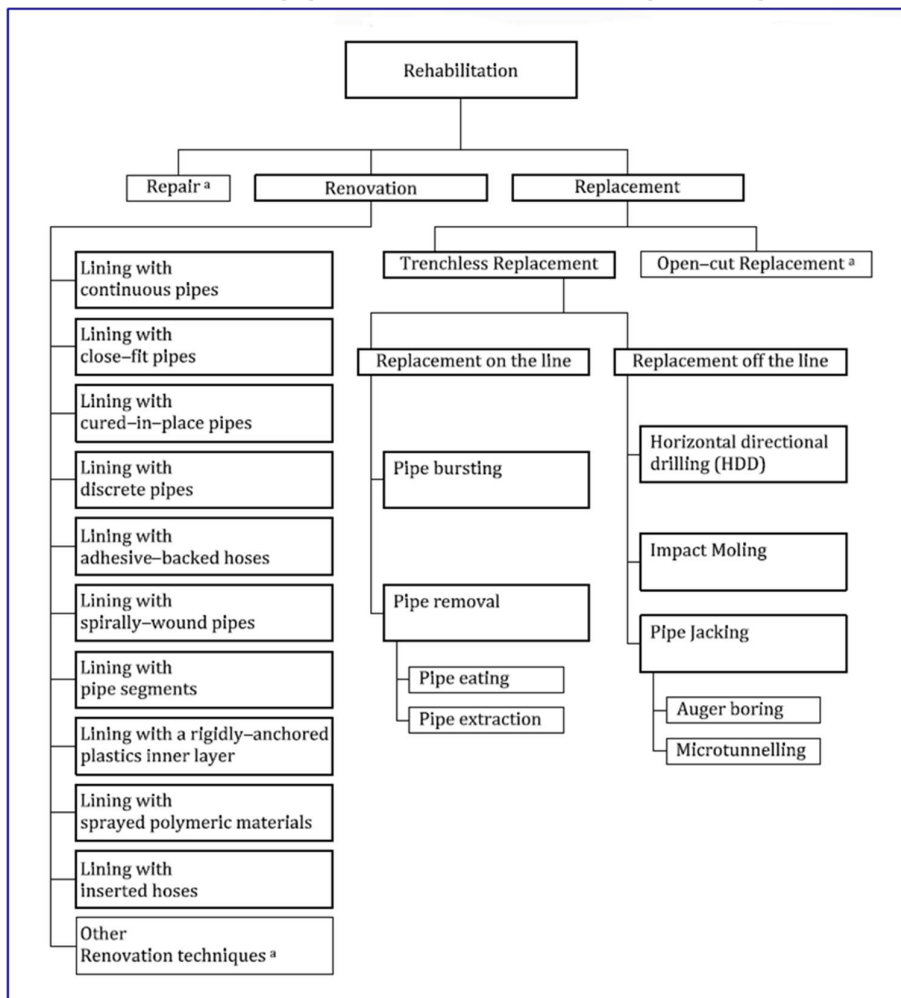 Rehabilitation
Repair ᵃ
Renovation
Replacement
Lining with
continuous pipes
Lining with
close–fit pipes
Lining with
cured–in–place pipes
Lining with
discrete pipes
Lining with
adhesive–backed hoses
Lining with
spirally–wound pipes
Lining with
pipe segments
Lining with a rigidly–anchored
plastics inner layer
Lining with
sprayed polymeric materials
Lining with
inserted hoses
Other
Renovation techniques ᵃ
Trenchless Replacement
Open–cut Replacement ᵃ
Replacement on the line
Pipe bursting
Pipe removal
Pipe eating
Pipe extraction
Replacement off the line
Horizontal directional
drilling (HDD)
Impact Moling
Pipe Jacking
Auger boring
Microtunnelling